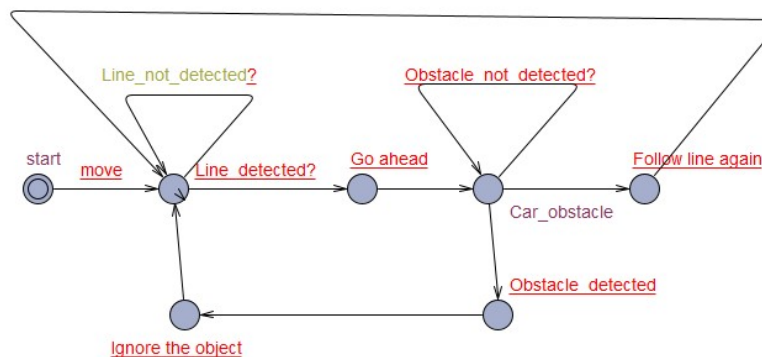 Line_not_detected?
Obstacle_not_detected?
start
move
Line_detected?
Go ahead
Follow line again
Car_obstacle
Obstacle_detected
Ignore the object